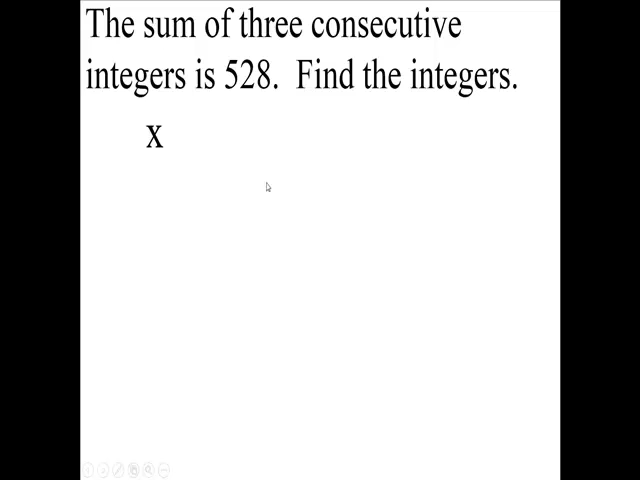 The sum of three consecutive
integers is 528.  Find the integers.
x